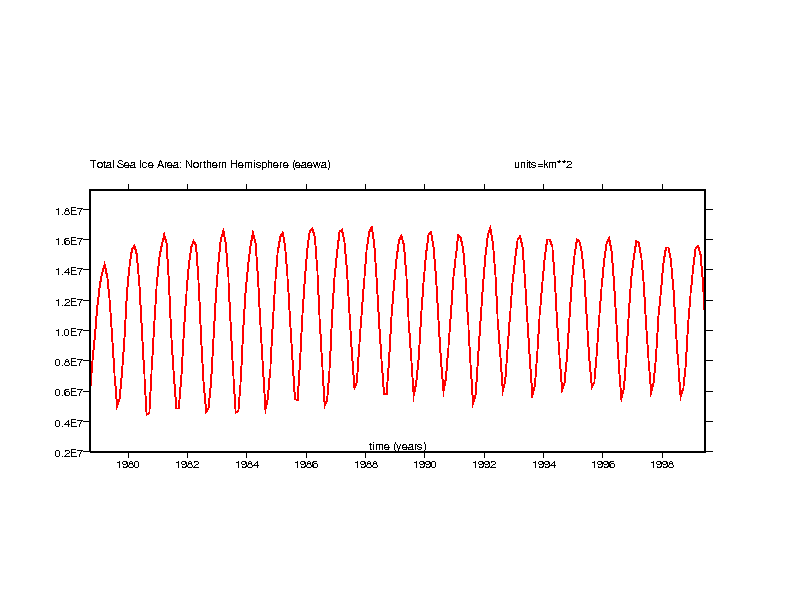 Total Sea Ice Area: Northern Hemisphere (eaewa) units=km**2
1.8E7
1.6E7
1.4E7
1.2E7
1.0E7
0.8E7
0.6E7
0.4E7
0.2E7
time (years)
1980 1982 1984 1986 1988 1990 1992 1994 1996 1998